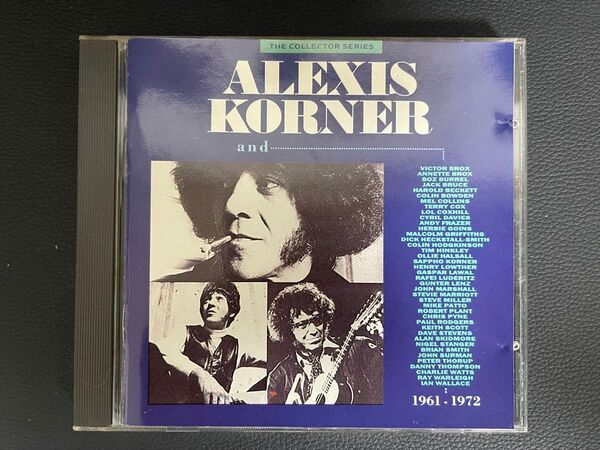 THE COLLECTOR SERIES
ALEXIS
KORNER
and
VICTOR BROX
ANNETTE BROX
BOZ BURREL
JACK BRUCE
HAROLD BECKETT
COLIN BOWDEN
MEL COLLINS
TERRY COX
LOL COXHILL
CYRIL DAVIES
ANDY FRAZER
HERBIE GOINS
MALCOLM GRIFFITHS
DICK HECKSTALL-SMITH
COLIN HODGKINSON
TIM HINKLEY
OLLIE HALSALL
SAPPHO KORNER
HENRY LOWTHER
GASPAR LAWAL
RAFEI LUDERITZ
GUNTER LENZ
JOHN MARSHALL
STEVIE MARRIOTT
STEVE MILLER
MIKE PATTO
ROBERT PLANT
CHRIS PYNE
PAUL RODGERS
KEITH SCOTT
DAVE STEVENS
ALAN SKIDMORE
NIGEL STANGER
BRIAN SMITH
JOHN SURMAN
PETER THORUP
DANNY THOMPSON
CHARLIE WATTS
RAY WARLEIGH
IAN WALLACE
1961 - 1972